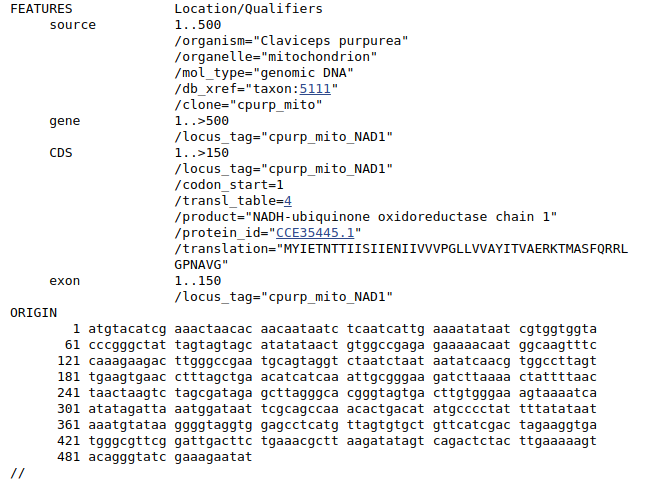 FEATURES             Location/Qualifiers
     source          1..500
                     /organism="Claviceps purpurea"
                     /organelle="mitochondrion"
                     /mol_type="genomic DNA"
                     /db_xref="taxon:5111"
                     /clone="cpurp_mito"
     gene            1..>500
                     /locus_tag="cpurp_mito_NAD1"
     CDS             1..>150
                     /locus_tag="cpurp_mito_NAD1"
                     /codon_start=1
                     /transl_table=4
                     /product="NADH-ubiquinone oxidoreductase chain 1"
                     /protein_id="CCE35445.1"
                     /translation="MYIETNTTIISIIENIIVVVPGLLVVAYITVAERKTMASFQRRL
                     GPNAVG"
     exon            1..150
                     /locus_tag="cpurp_mito_NAD1"
ORIGIN
        1 atgtacatcg aaactaacac aacaataatc tcaatcattg aaaatataat cgtggtggta
       61 cccgggctat tagtagtagc atatataact gtggccgaga gaaaaacaat ggcaagtttc
      121 caaagaagac ttgggccgaa tgcagtaggt ctaatctaat aatatcaacg tggccttagt
      181 tgaagtgaac ctttagctga acatcatcaa attgcgggaa gatcttaaaa ctattttaac
      241 taactaagtc tagcgataga gcttagggca cgggtagtga cttgtgggaa agtaaaatca
      301 atatagatta aatggataat tcgcagccaa acactgacat atgcccctat tttatataat
      361 aaatgtataa ggggtaggtg gagcctcatg ttagtgtgct gttcatcgac tagaaggtga
      421 tgggcgttcg gattgacttc tgaaacgctt aagatatagt cagactctac ttgaaaaagt
      481 acagggtatc gaaagaatat
//